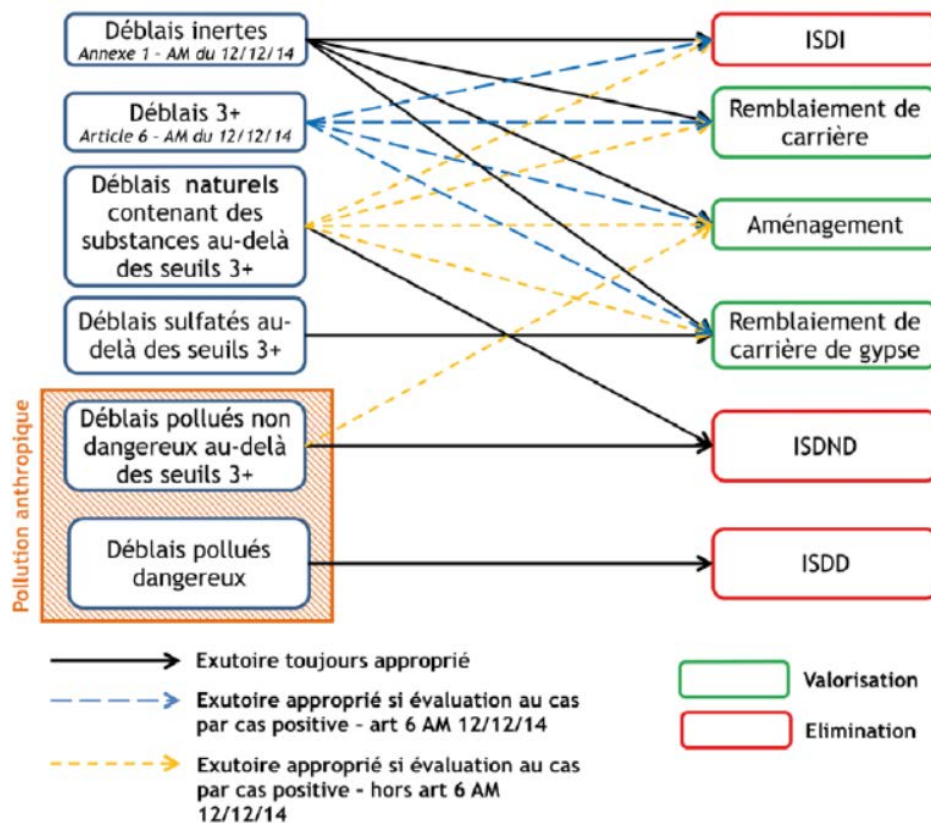 Déblais inertes
Annexe 1 - AM du 12/12/14
Déblais 3+
Article 6 - AM du 12/12/14
Déblais naturels
contenant des
substances au-delà
des seuils 3+
Déblais sulfatés au-
delà des seuils 3+
Pollution anthropique
Déblais pollués non
dangereux au-delà
des seuils 3+
Déblais pollués
dangereux
ISDI
Remblaiement de
carrière
Aménagement
Remblaiement de
carrière de gypse
ISDND
ISDD
Exutoire toujours approprié
Exutoire approprié si évaluation au cas
par cas positive - art 6 AM 12/12/14
Exutoire approprié si évaluation au cas
par cas positive - hors art 6 AM
12/12/14
Valorisation
Elimination